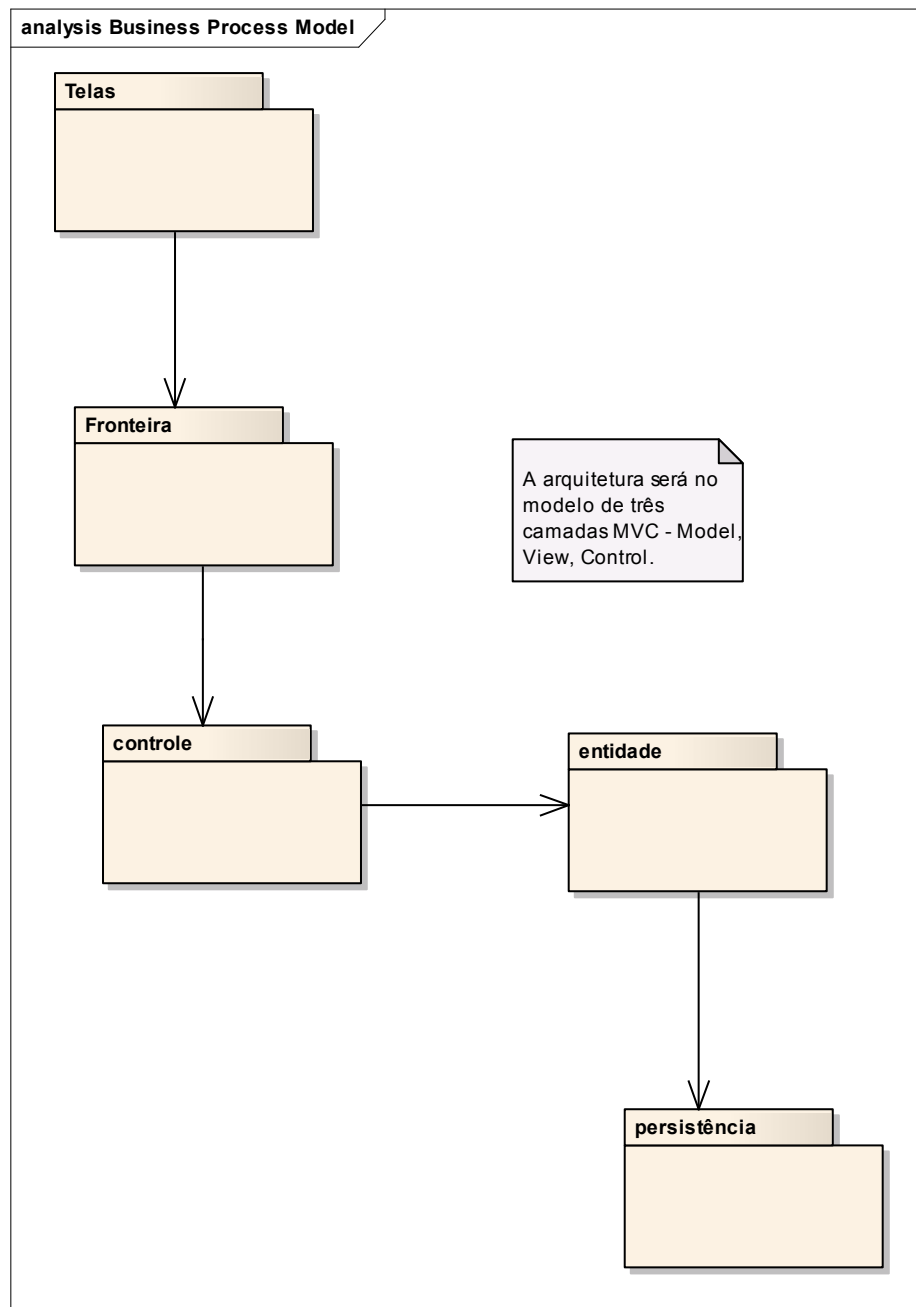 analysis Business Process Model
Telas
Fronteira
A arquitetura será no
modelo de três
camadas MVC - Model,
View, Control.
controle
entidade
persistência